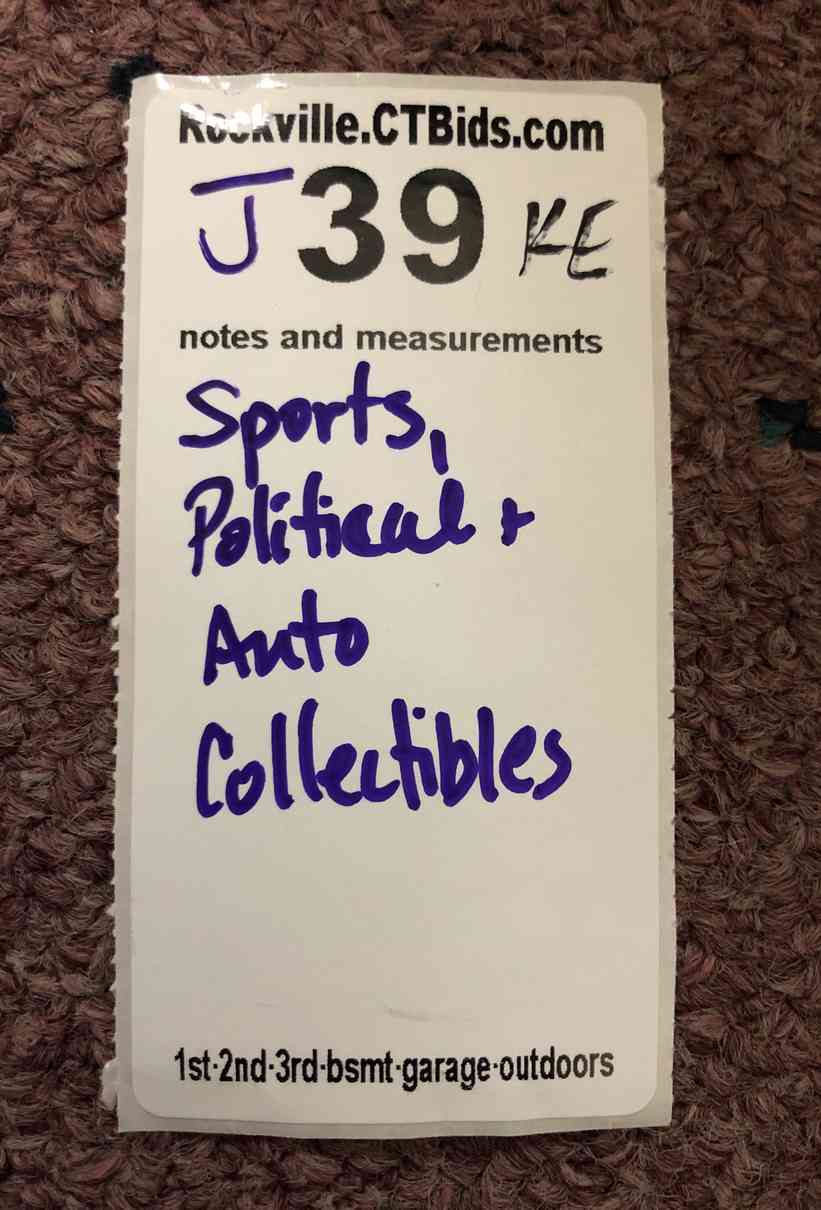 Rockville.CTBids.com
J 39 KE
notes and measurements
Sports,
Political +
Auto
Collectibles
1st·2nd·3rd·bsmt·garage·outdoors